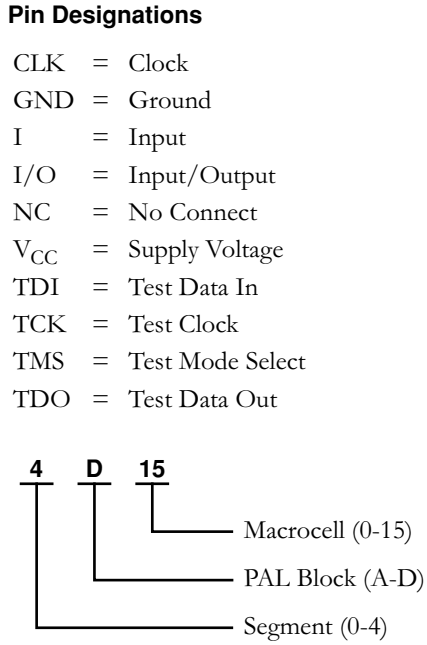 Pin Designations
CLK = Clock
GND = Ground
I = Input
I/O = Input/Output
NC = No Connect
VCC = Supply Voltage
TDI = Test Data In
TCK = Test Clock
TMS = Test Mode Select
TDO = Test Data Out
4 D 15
Macrocell (0-15)
PAL Block (A-D)
Segment (0-4)